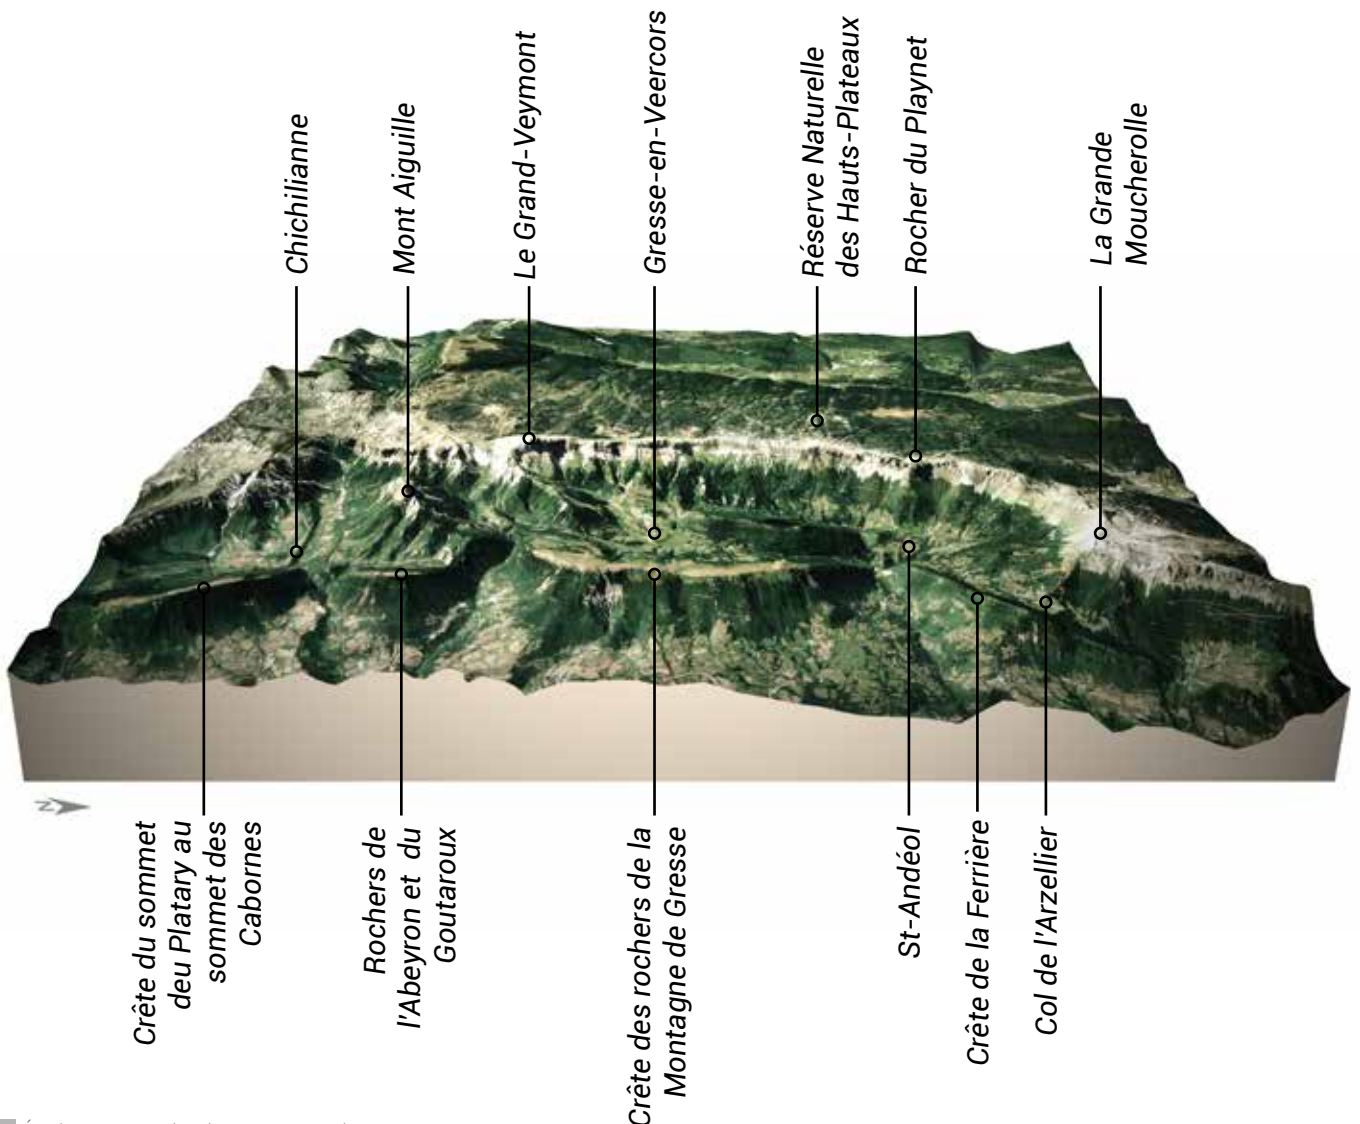 Chichilianne
Mont Aiguille
Le Grand-Veymont
Gresse-en-Veercors
Réserve Naturelle
des Hauts-Plateaux
Rocher du Playnet
La Grande
Moucherolle
N
Crête du sommet
deu Platary au
sommet des
Cabornes
Rochers de
l'Abeyron et du
Goutaroux
Crête des rochers de la
Montagne de Gresse
St-Andéol
Crête de la Ferrière
Col de l'Arzellier